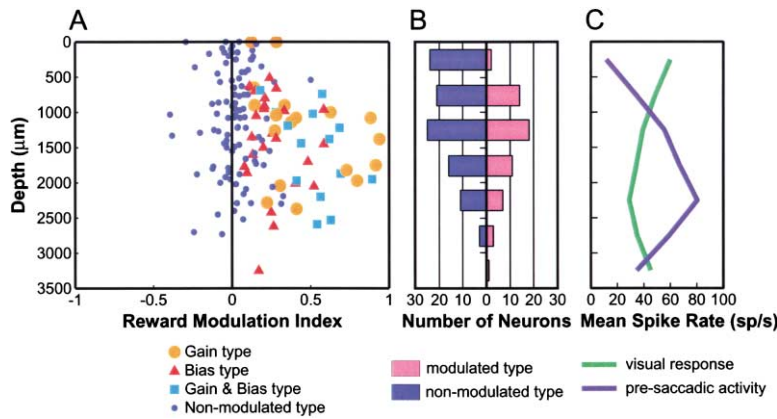 A
B
C
Depth (μm)
0
500
1000
1500
2000
2500
3000
3500
-1 -0.5 0 0.5 1
Reward Modulation Index
30 20 10 0 10 20 30
Number of Neurons
0 20 40 60 80 100
Mean Spike Rate (sp/s)
Gain type
Bias type
Gain & Bias type
Non-modulated type
modulated type
non-modulated type
visual response
pre-saccadic activity